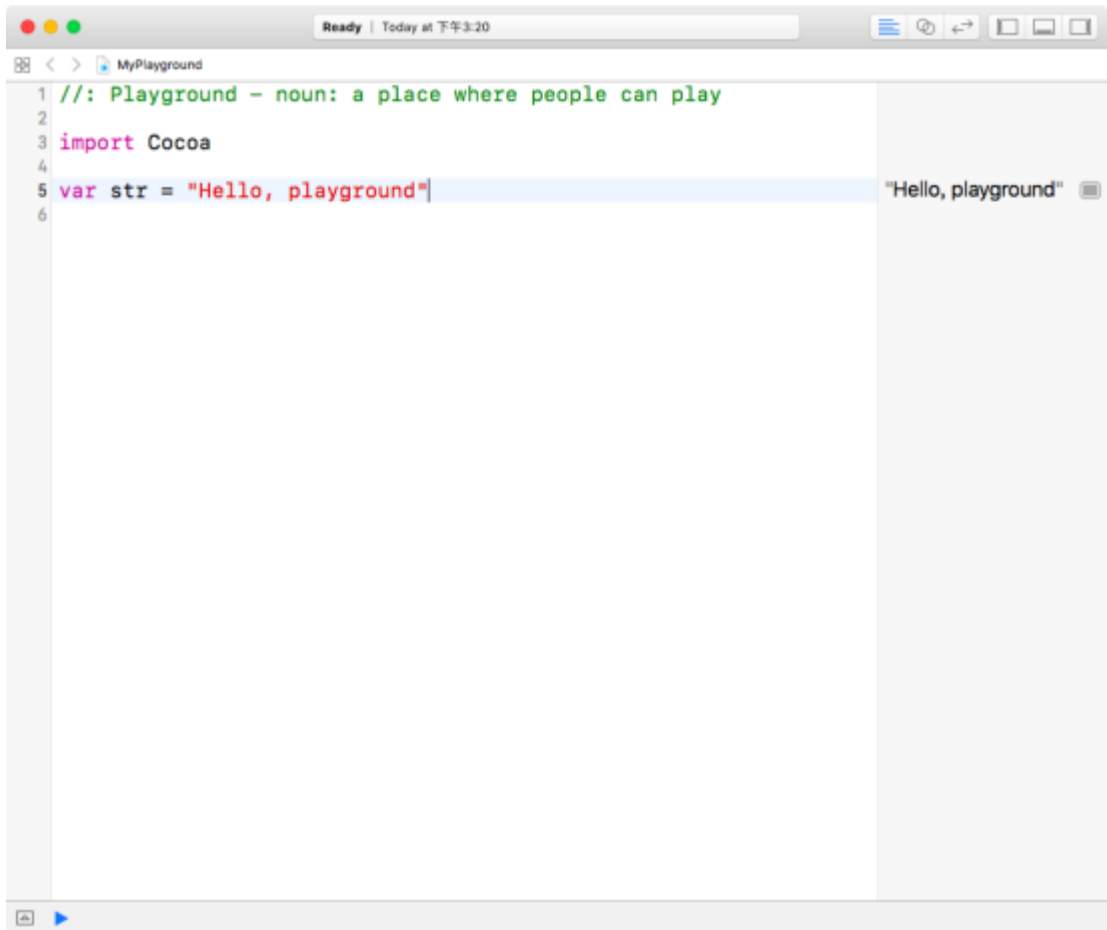 Ready | Today at 下午3:20
MyPlayground
1 //: Playground – noun: a place where people can play
2
3 import Cocoa
4
5 var str = "Hello, playground"
"Hello, playground"
6